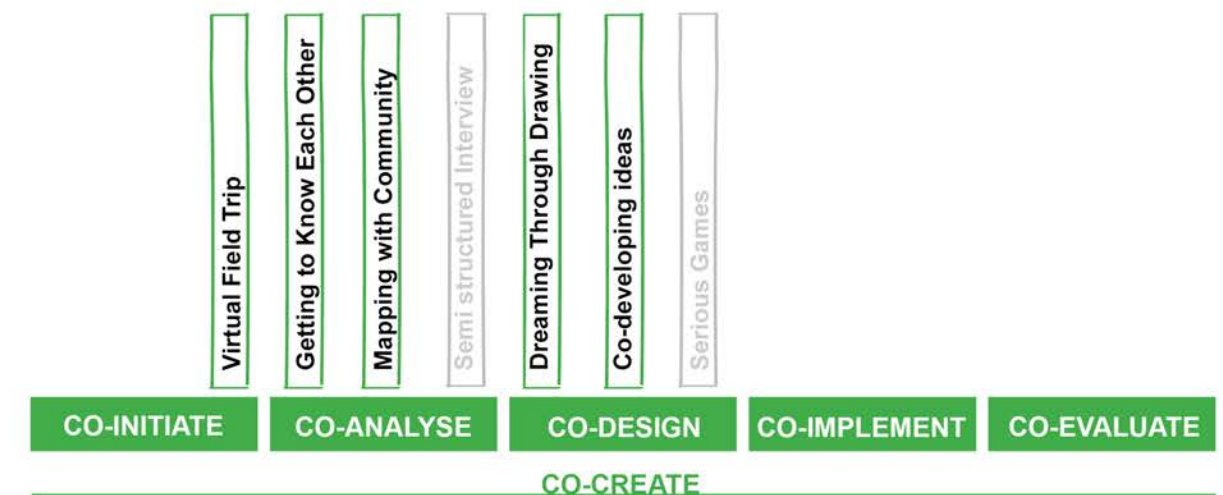 Virtual Field Trip
Getting to Know Each Other
Mapping with Community
Semi structured Interview
Dreaming Through Drawing
Co-developing ideas
Serious Games
CO-INITIATE
CO-ANALYSE
CO-DESIGN
CO-IMPLEMENT
CO-EVALUATE
CO-CREATE